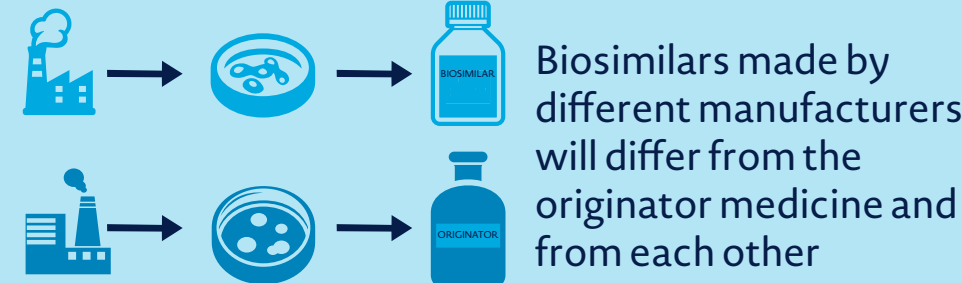 BIOSIMILAR
Biosimilars made by
different manufacturers
will differ from the
originator medicine and
from each other
ORIGINATOR